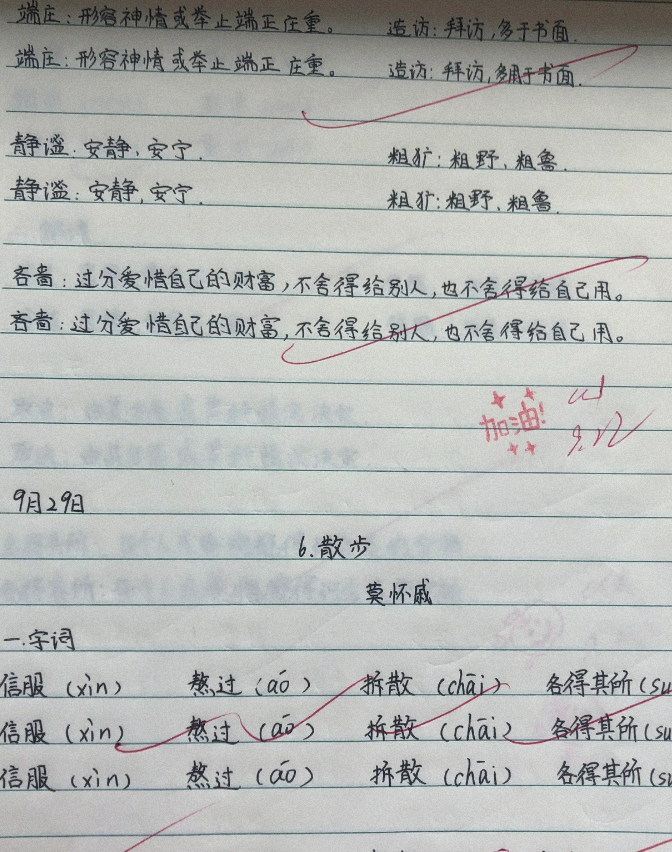 端庄：形容神情或举止端正庄重。 造访：拜访，多于书面.
端庄：形容神情或举止端正庄重。 造访：拜访，多用于书面.
静谧：安静、安宁. 粗犷：粗野、粗鲁.
静谧：安静、安宁. 粗犷：粗野、粗鲁
吝啬：过分爱惜自己的财富，不舍得给别人，也不舍得给自己用。
吝啬：过分爱惜自己的财富，不舍得给别人，也不舍得给自己用。
加油!
9月29日
6.散步
莫怀戚
一.字词
信服（xìn） 熬过（áo） 拆散（chāi） 各得其所（su
信服（xìn） 熬过（áo） 拆散（chāi） 各得其所（su
信服（xìn） 熬过（áo） 拆散（chāi） 各得其所（su